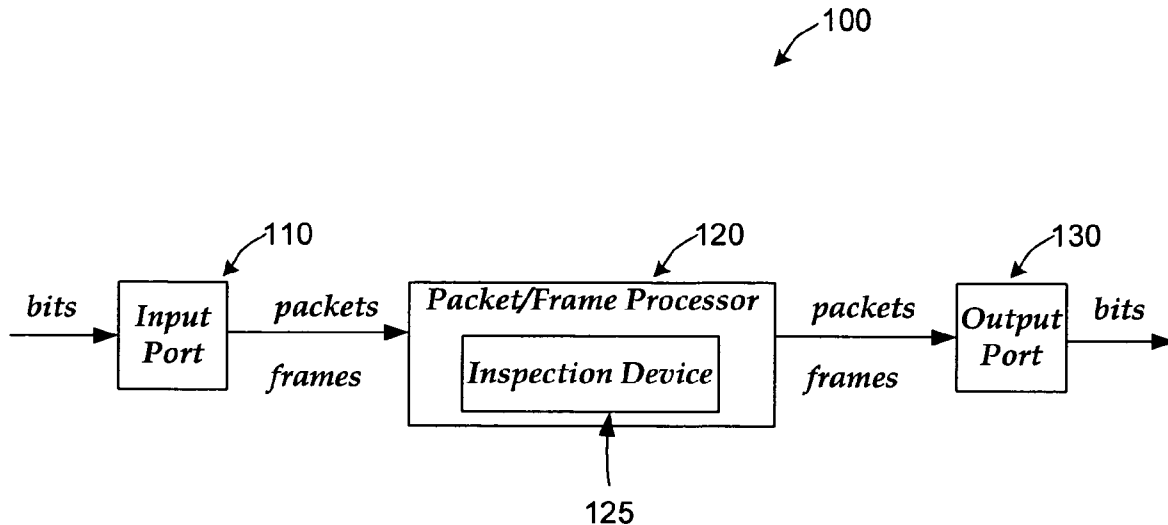 100
110
120
130
bits
Input
Port
packets
frames
Packet/Frame Processor
Inspection Device
packets
frames
Output
Port
bits
125